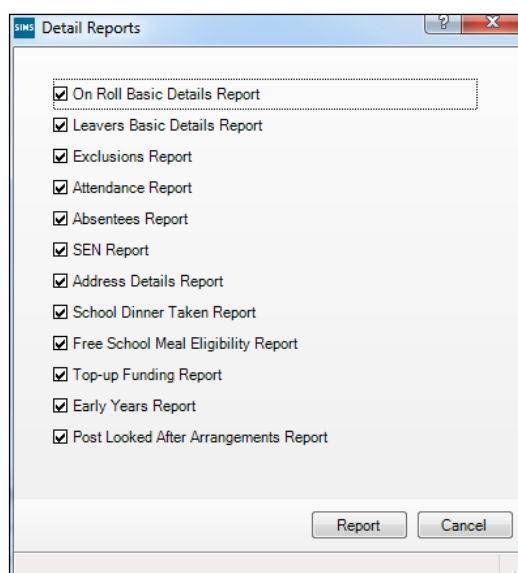 SIMS Detail Reports ? X
On Roll Basic Details Report
Leavers Basic Details Report
Exclusions Report
Attendance Report
Absentees Report
SEN Report
Address Details Report
School Dinner Taken Report
Free School Meal Eligibility Report
Top-up Funding Report
Early Years Report
Post Looked After Arrangements Report
Report Cancel